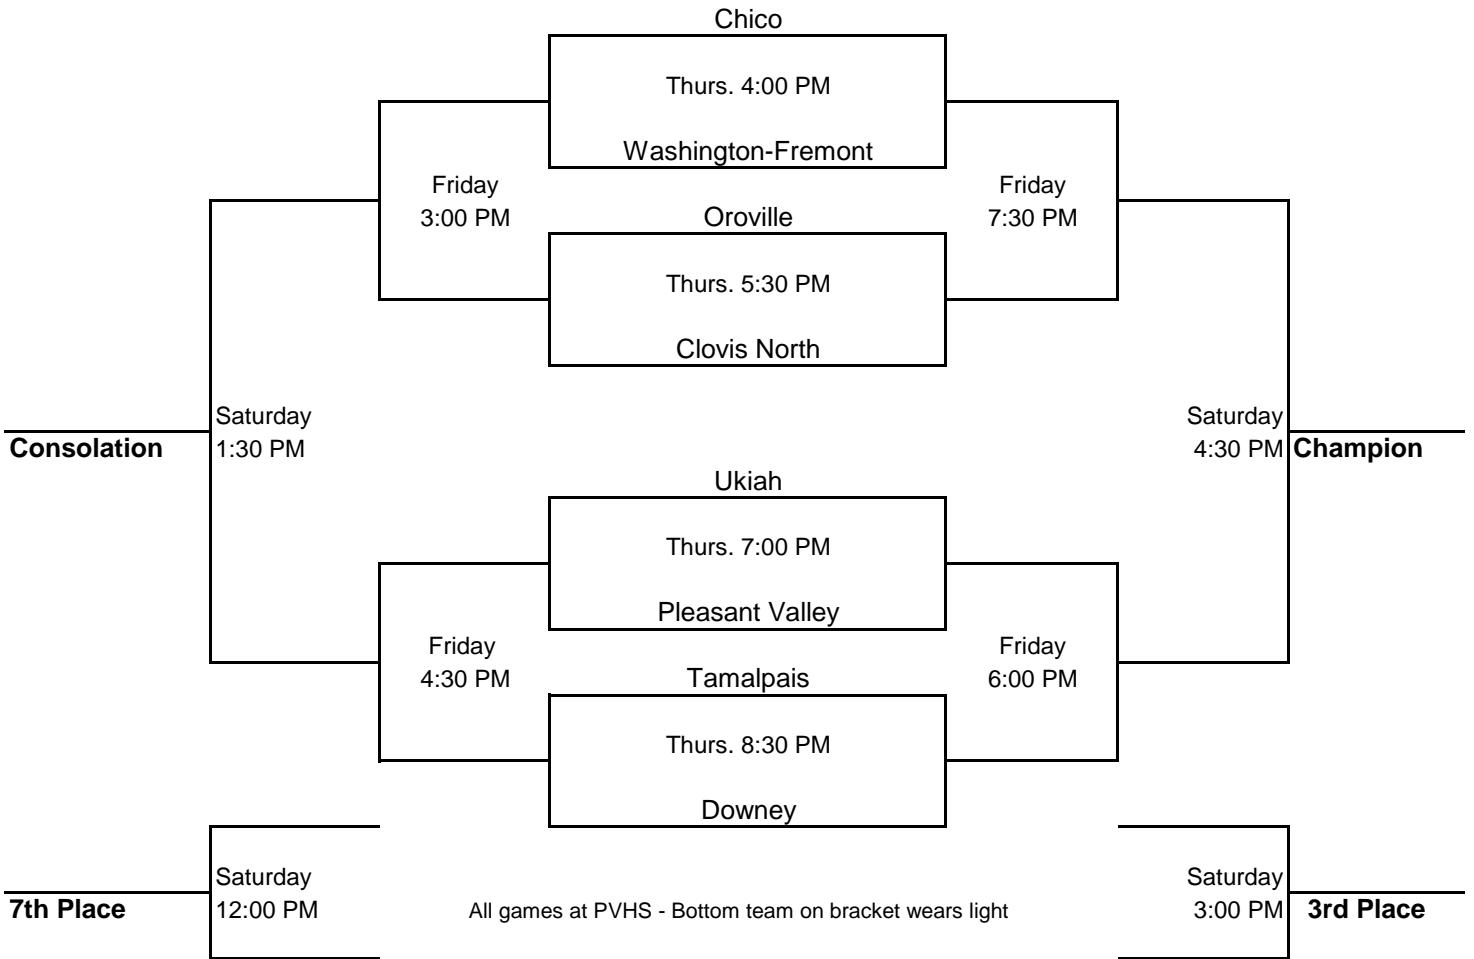 Chico
Thurs. 4:00 PM
Washington-Fremont
Friday
3:00 PM
Friday
7:30 PM
Oroville
Thurs. 5:30 PM
Clovis North
Saturday
1:30 PM
Consolation
Saturday
4:30 PM
Champion
Ukiah
Thurs. 7:00 PM
Pleasant Valley
Friday
4:30 PM
Friday
6:00 PM
Tamalpais
Thurs. 8:30 PM
Downey
Saturday
12:00 PM
7th Place
All games at PVHS - Bottom team on bracket wears light
Saturday
3:00 PM
3rd Place